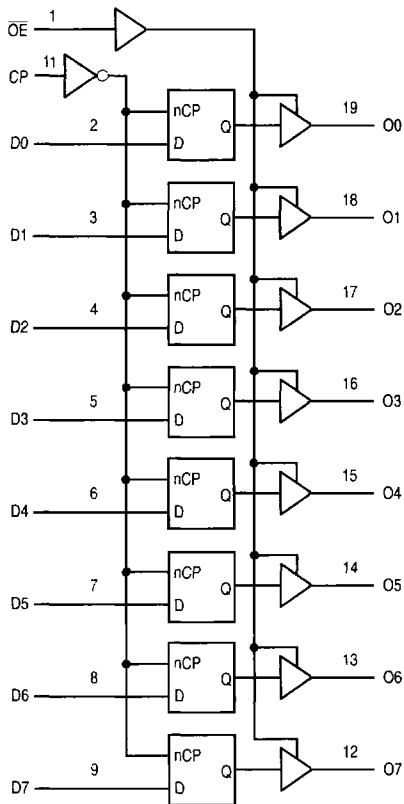 OE 1
CP 11
2 nCP Q 19 O0
D0 D
3 nCP Q 18 O1
D1 D
4 nCP Q 17 O2
D2 D
5 nCP Q 16 O3
D3 D
6 nCP Q 15 O4
D4 D
7 nCP Q 14 O5
D5 D
8 nCP Q 13 O6
D6 D
9 nCP Q 12 O7
D7 D